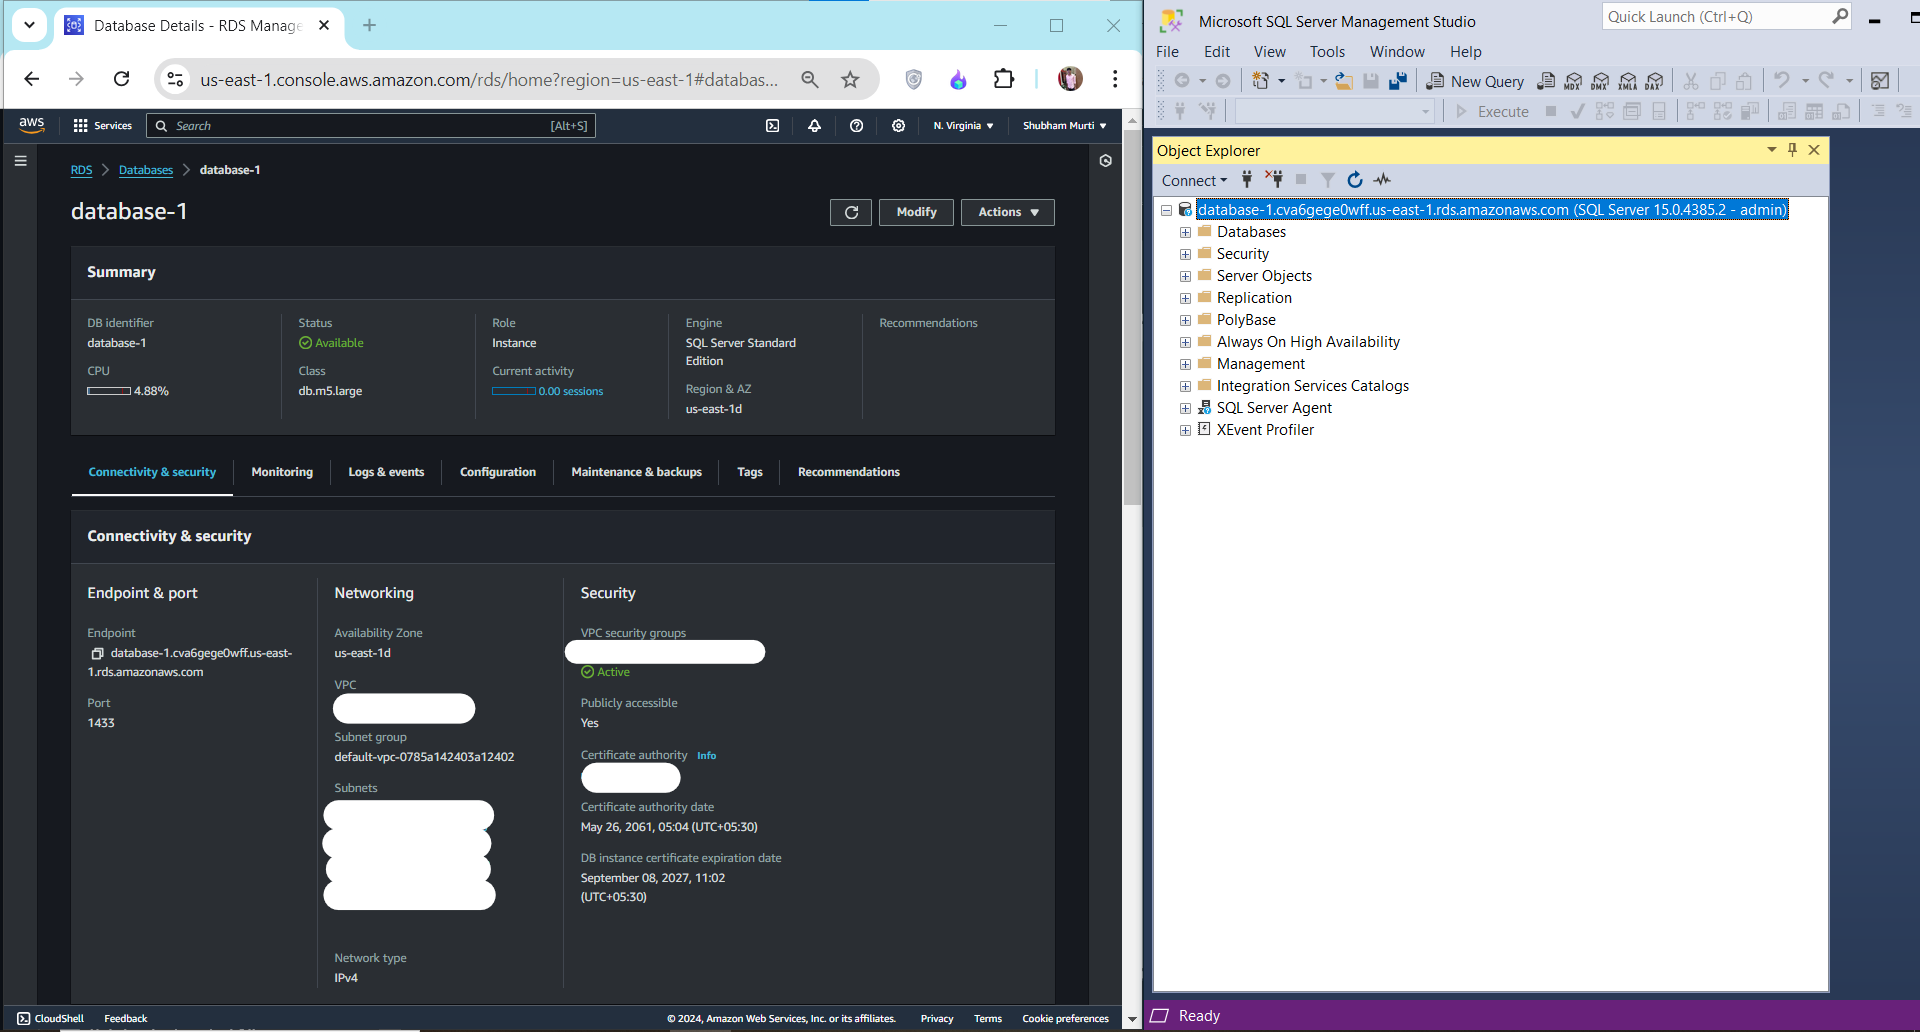 Database Details - RDS Manage
us-east-1.console.aws.amazon.com/rds/home?region=us-east-1#databas...
aws
Services
Search
[Alt+S]
N. Virginia
Shubham Murti
RDS
Databases
database-1
database-1
Modify
Actions
Summary
DB identifier
database-1
CPU
4.88%
Status
Available
Class
db.m5.large
Role
Instance
Current activity
0.00 sessions
Engine
SQL Server Standard
Edition
Region & AZ
us-east-1d
Recommendations
Connectivity & security
Monitoring
Logs & events
Configuration
Maintenance & backups
Tags
Recommendations
Connectivity & security
Endpoint & port
Endpoint
database-1.cva6gege0wff.us-east-
1.rds.amazonaws.com
Port
1433
Networking
Availability Zone
us-east-1d
VPC
Subnet group
default-vpc-0785a142403a12402
Subnets
Network type
IPv4
Security
VPC security groups
Active
Publicly accessible
Yes
Certificate authority Info
Certificate authority date
May 26, 2061, 05:04 (UTC+05:30)
DB instance certificate expiration date
September 08, 2027, 11:02
(UTC+05:30)
CloudShell
Feedback
© 2024, Amazon Web Services, Inc. or its affiliates.
Privacy
Terms
Cookie preferences
Microsoft SQL Server Management Studio
Quick Launch (Ctrl+Q)
File
Edit
View
Tools
Window
Help
New Query
MDX
DMX
XMLA
DAX
Execute
Object Explorer
Connect
database-1.cva6gege0wff.us-east-1.rds.amazonaws.com (SQL Server 15.0.4385.2 - admin)
Databases
Security
Server Objects
Replication
PolyBase
Always On High Availability
Management
Integration Services Catalogs
SQL Server Agent
XEvent Profiler
Ready